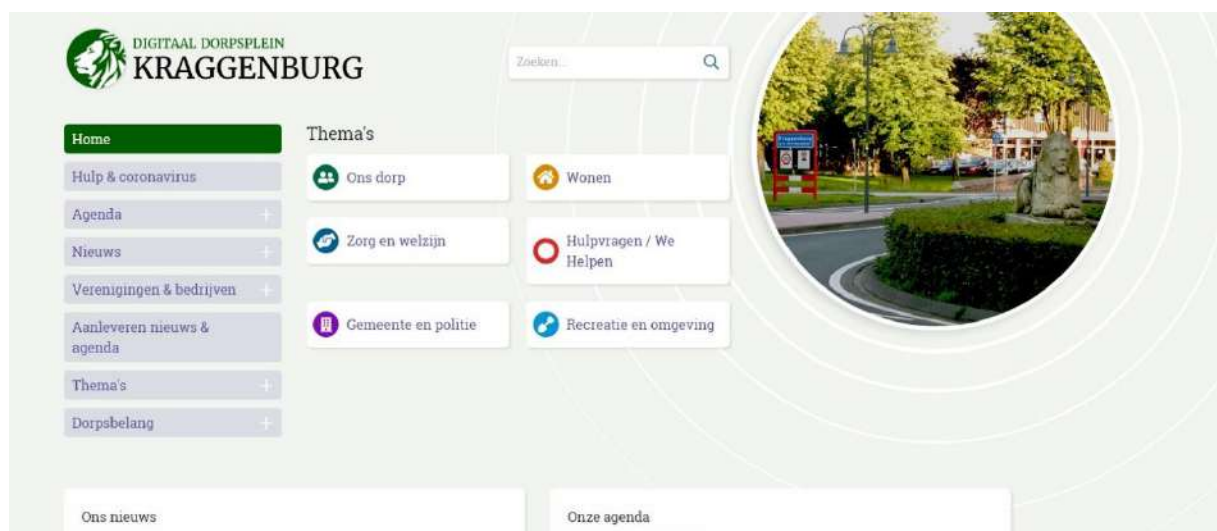 DIGITAAL DORPSPLEIN
KRAGGENBURG
Zoeken...
Home
Hulp & coronavirus
Agenda
Nieuws
Verenigingen & bedrijven
Aanleveren nieuws &
agenda
Thema's
Dorpsbelang
Thema's
Ons dorp
Wonen
Zorg en welzijn
Hulpvragen / We
Helpen
Gemeente en politie
Recreatie en omgeving
Kraggenburg
Ons nieuws
Onze agenda